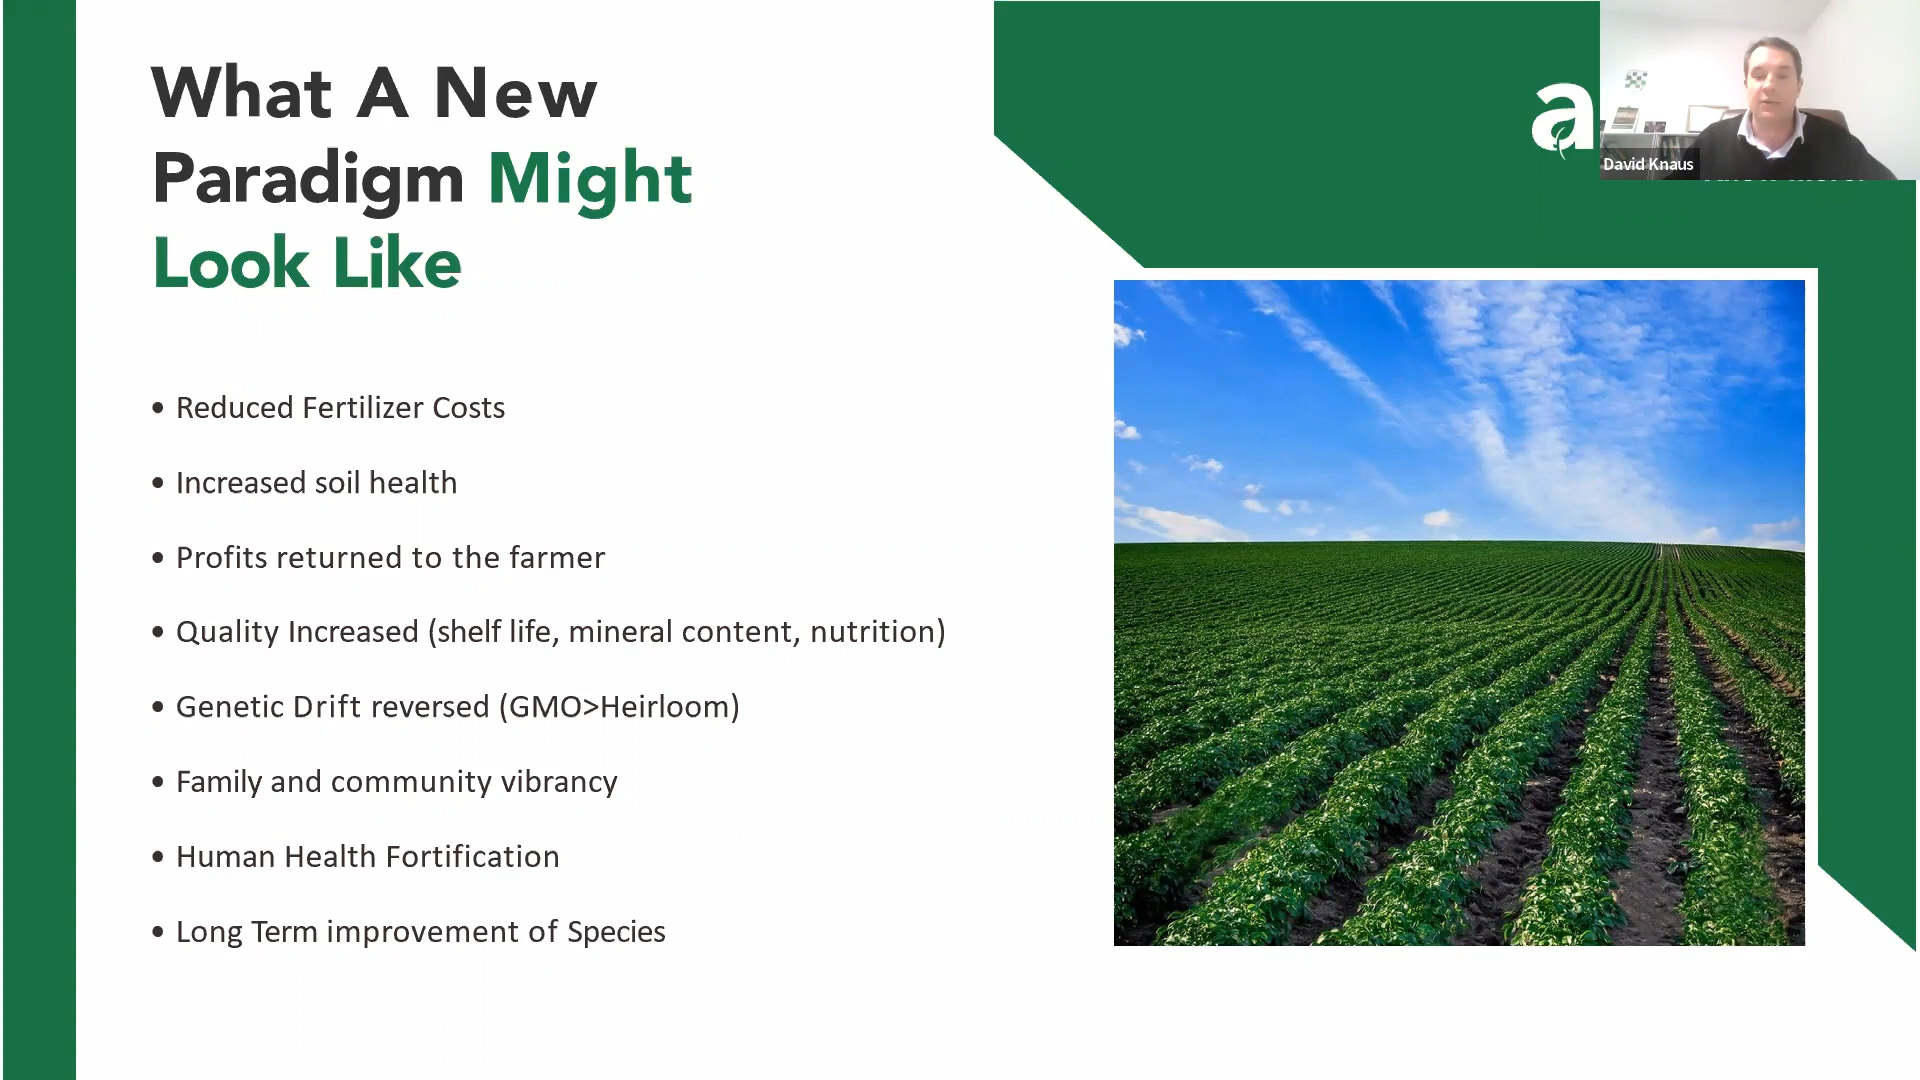 What A New
Paradigm Might
Look Like
• Reduced Fertilizer Costs
• Increased soil health
• Profits returned to the farmer
• Quality Increased (shelf life, mineral content, nutrition)
• Genetic Drift reversed (GMO>Heirloom)
• Family and community vibrancy
• Human Health Fortification
• Long Term improvement of Species
a
David Knaus